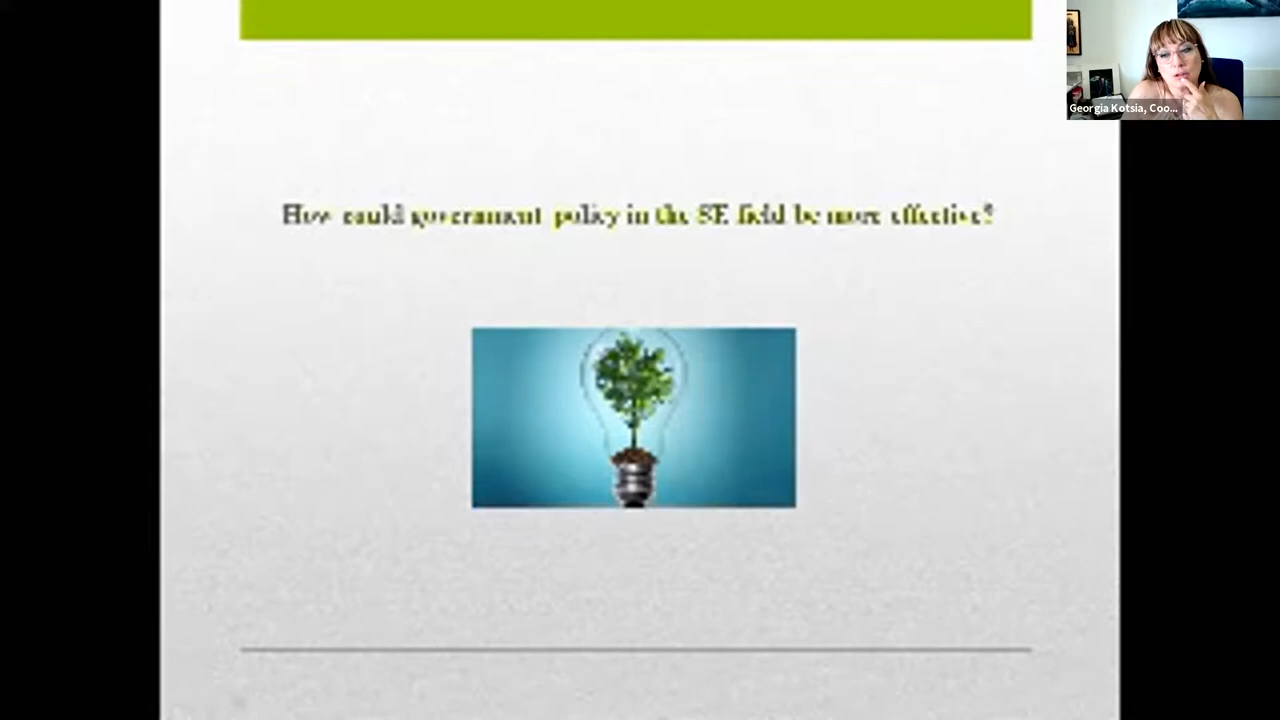 How could government policy in the SE field be more effective?
Georgia Kotsia, Coo...